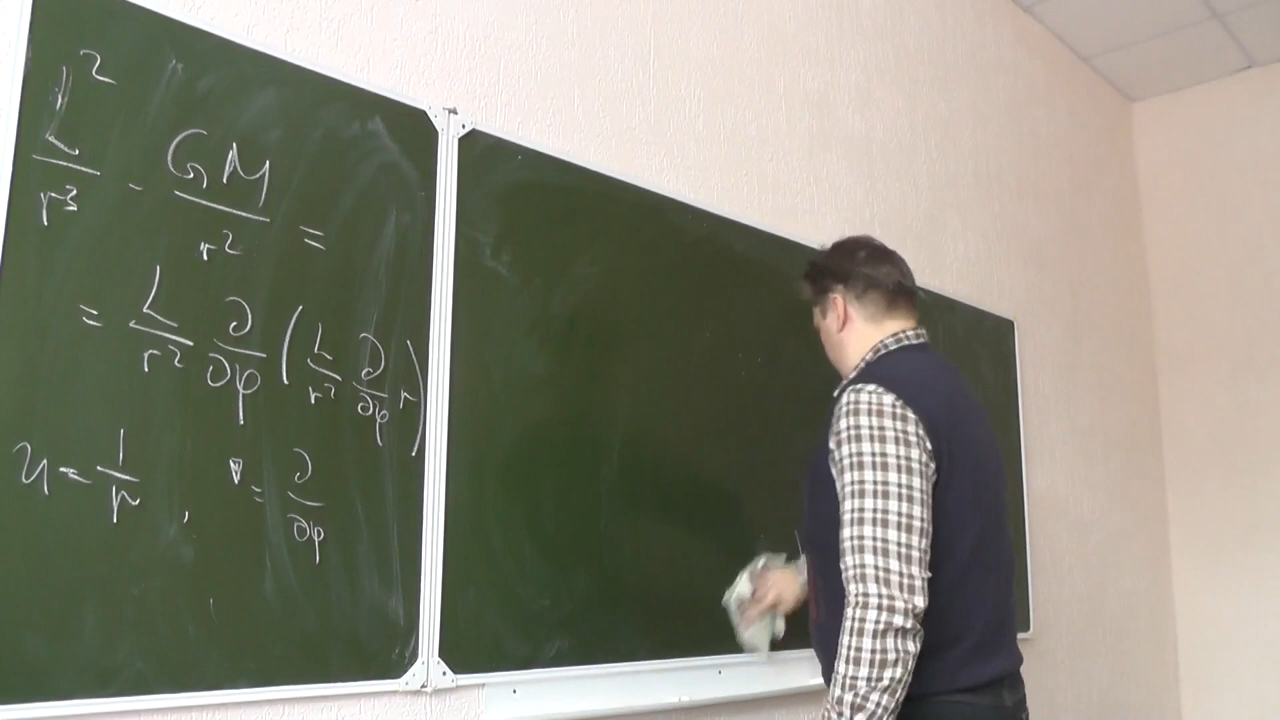 L²/r³ - GM/r² =
= L/r² ∂/∂φ (L/r² ∂/∂φ r)
u = 1/r , ' = ∂/∂φ